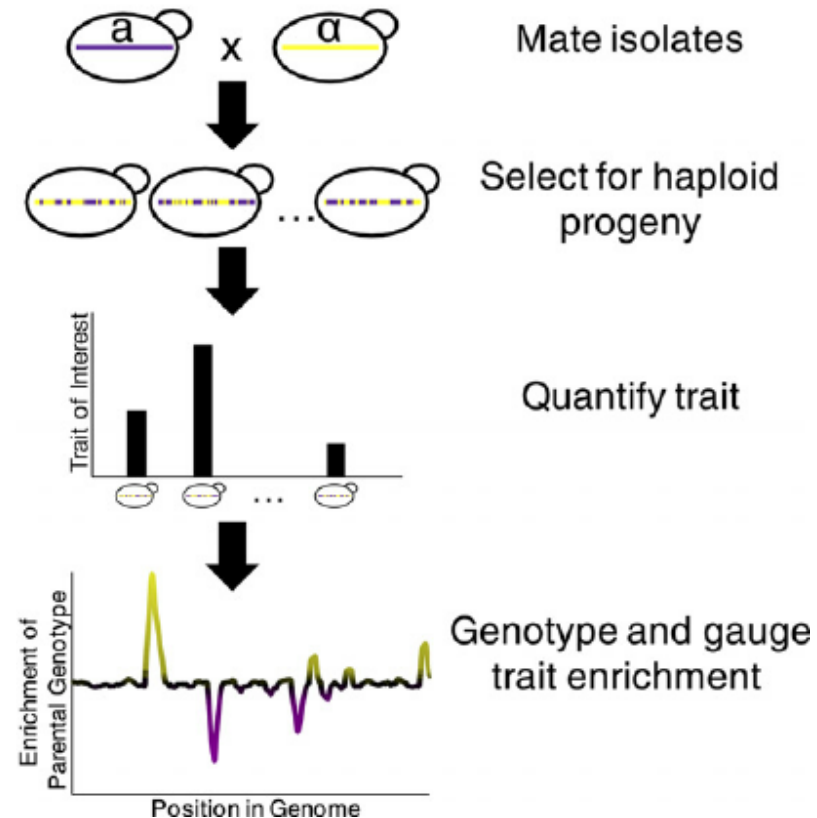 a
x
α
Mate isolates
Select for haploid
progeny
...
Trait of Interest
Quantify trait
...
Enrichment of
Parental Genotype
Genotype and gauge
trait enrichment
Position in Genome